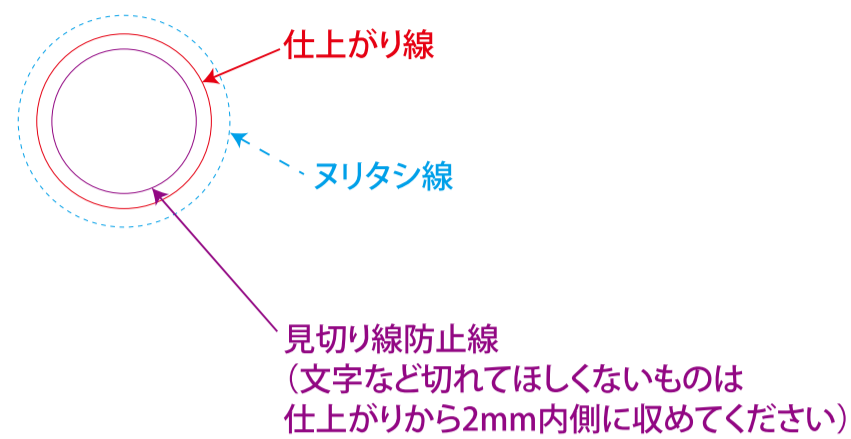 仕上がり線
ヌリタシ線
見切り線防止線
（文字など切れてほしくないものは
仕上がりから2mm内側に収めてください）